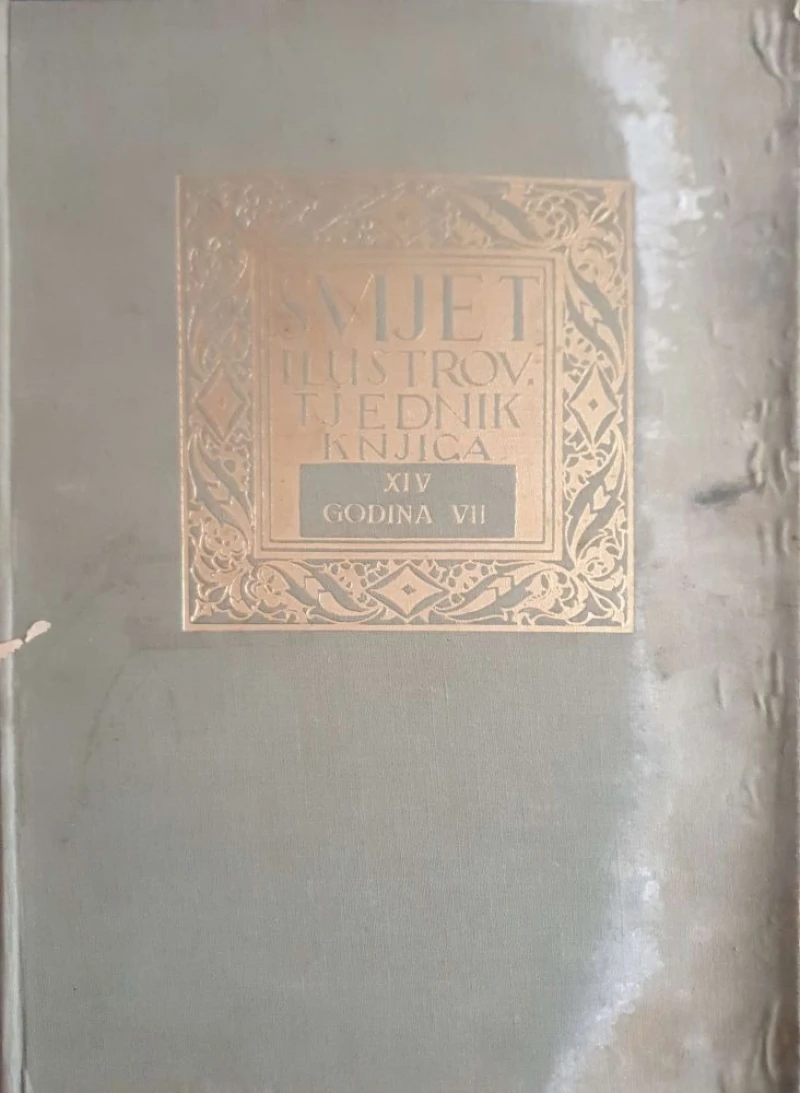 SVIJET
ILUSTROV.
TJEDNIK
KNJIGA
XIV
GODINA VII